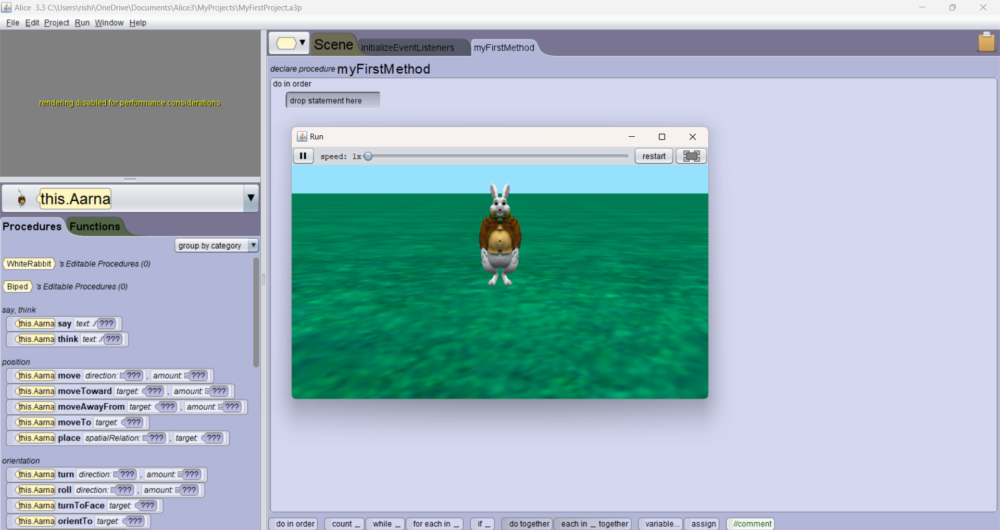 Alice 3.3 C:\Users\rishi\OneDrive\Documents\Alice3\MyProjects\MyFirstProject.a3p
File Edit Project Run Window Help
rendering disabled for performance considerations
Scene initializeEventListeners myFirstMethod
declare procedure myFirstMethod
do in order
drop statement here
Run
speed: 1x restart
this.Aarna
Procedures Functions
group by category
WhiteRabbit 's Editable Procedures (0)
Biped 's Editable Procedures (0)
say, think
this.Aarna say text: ???
this.Aarna think text: ???
position
this.Aarna move direction: ???, amount: ???
this.Aarna moveToward target: ???, amount: ???
this.Aarna moveAwayFrom target: ???, amount: ???
this.Aarna moveTo target: ???
this.Aarna place spatialRelation: ???, target: ???
orientation
this.Aarna turn direction: ???, amount: ???
this.Aarna roll direction: ???, amount: ???
this.Aarna turnToFace target: ???
this.Aarna orientTo target: ???
do in order count _ while _ for each in _ if _ do together each in _ together variable... assign //comment